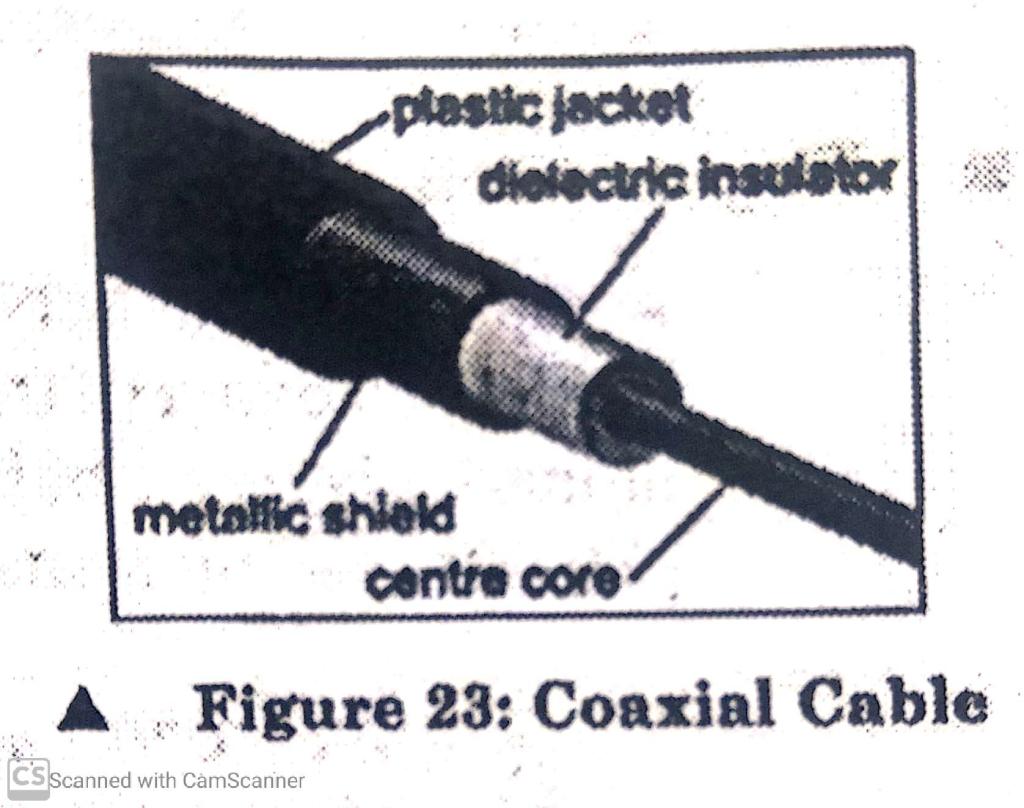 plastic jacket
dielectric insulator
metallic shield
centre core
▲ Figure 23: Coaxial Cable
CS Scanned with CamScanner